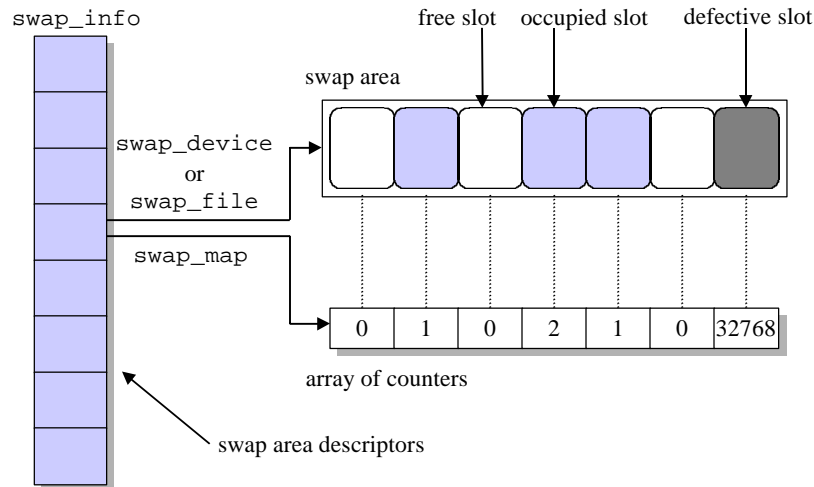 swap_info
free slot
occupied slot
defective slot
swap area
swap_device
or
swap_file
swap_map
0 1 0 2 1 0 32768
array of counters
swap area descriptors